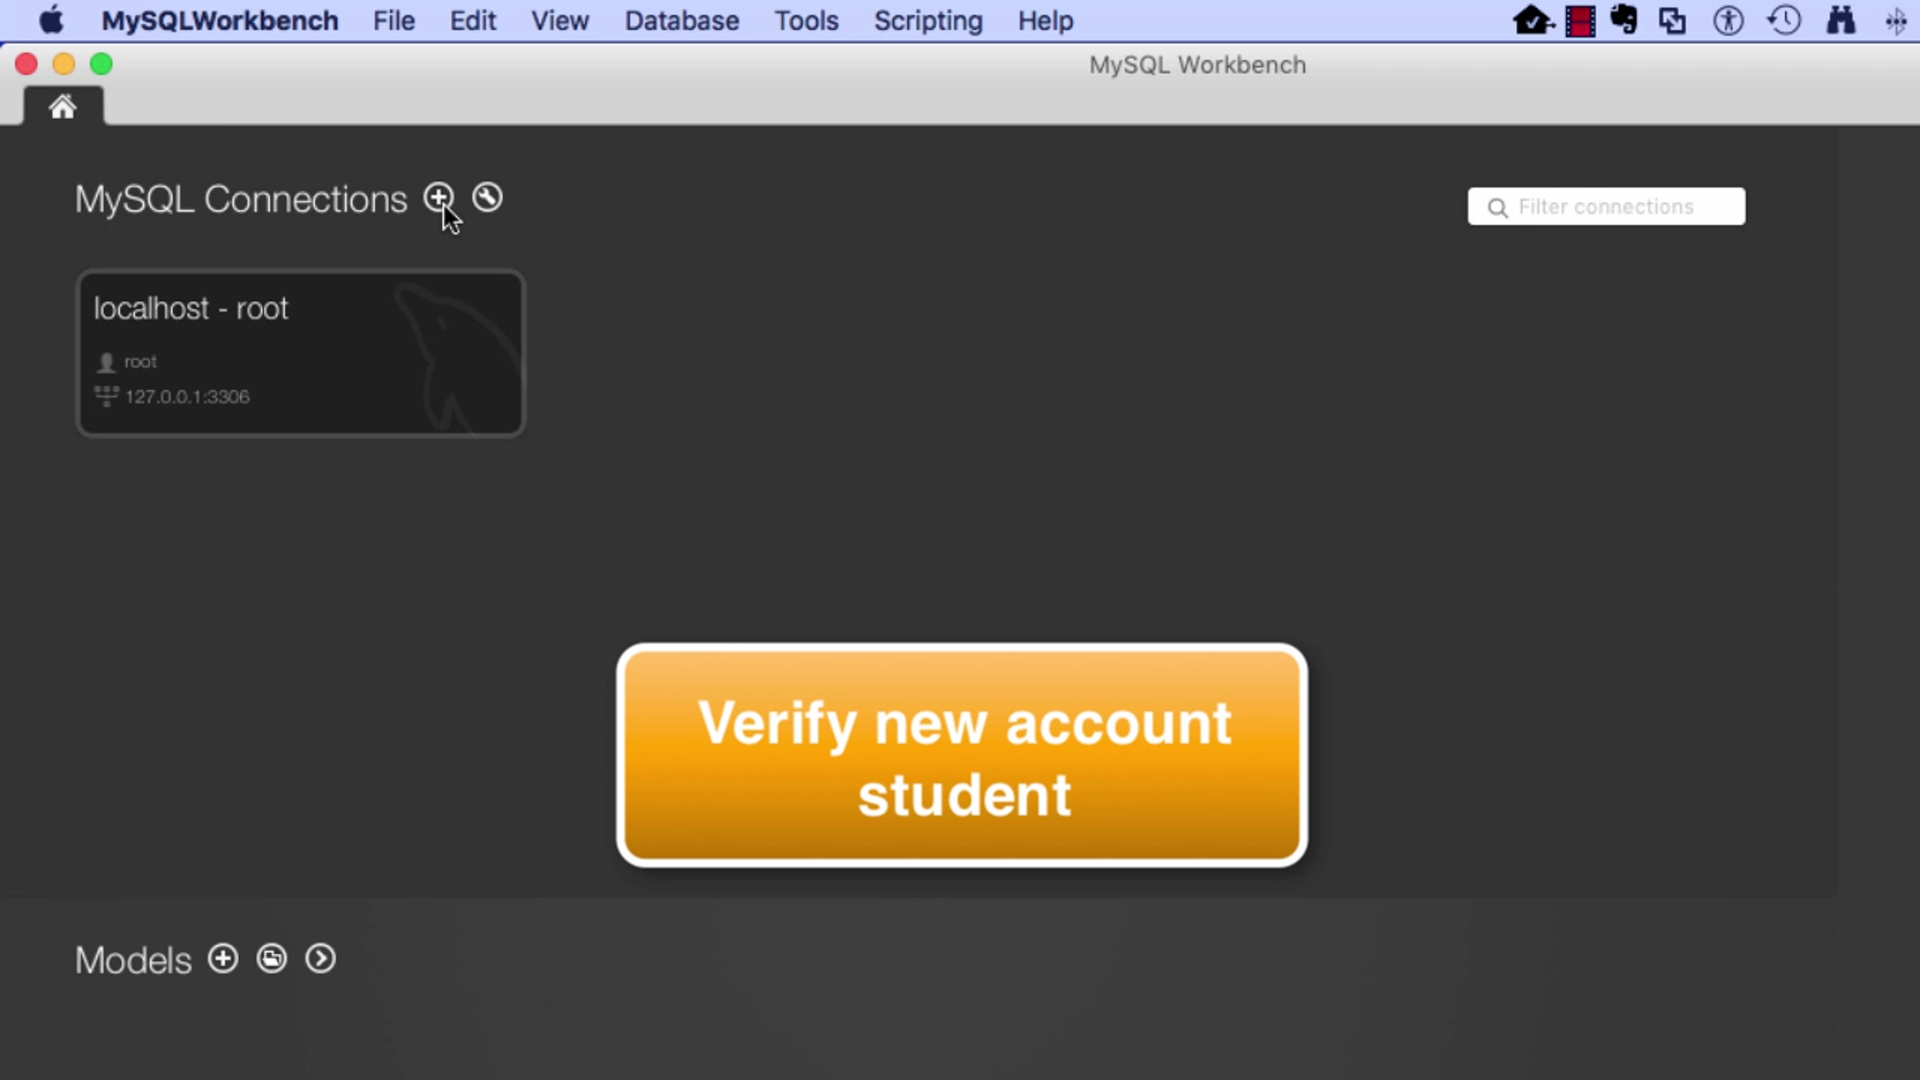 MySQLWorkbench File Edit View Database Tools Scripting Help
MySQL Workbench
MySQL Connections
Filter connections
localhost - root
root
127.0.0.1:3306
Verify new account
student
Models